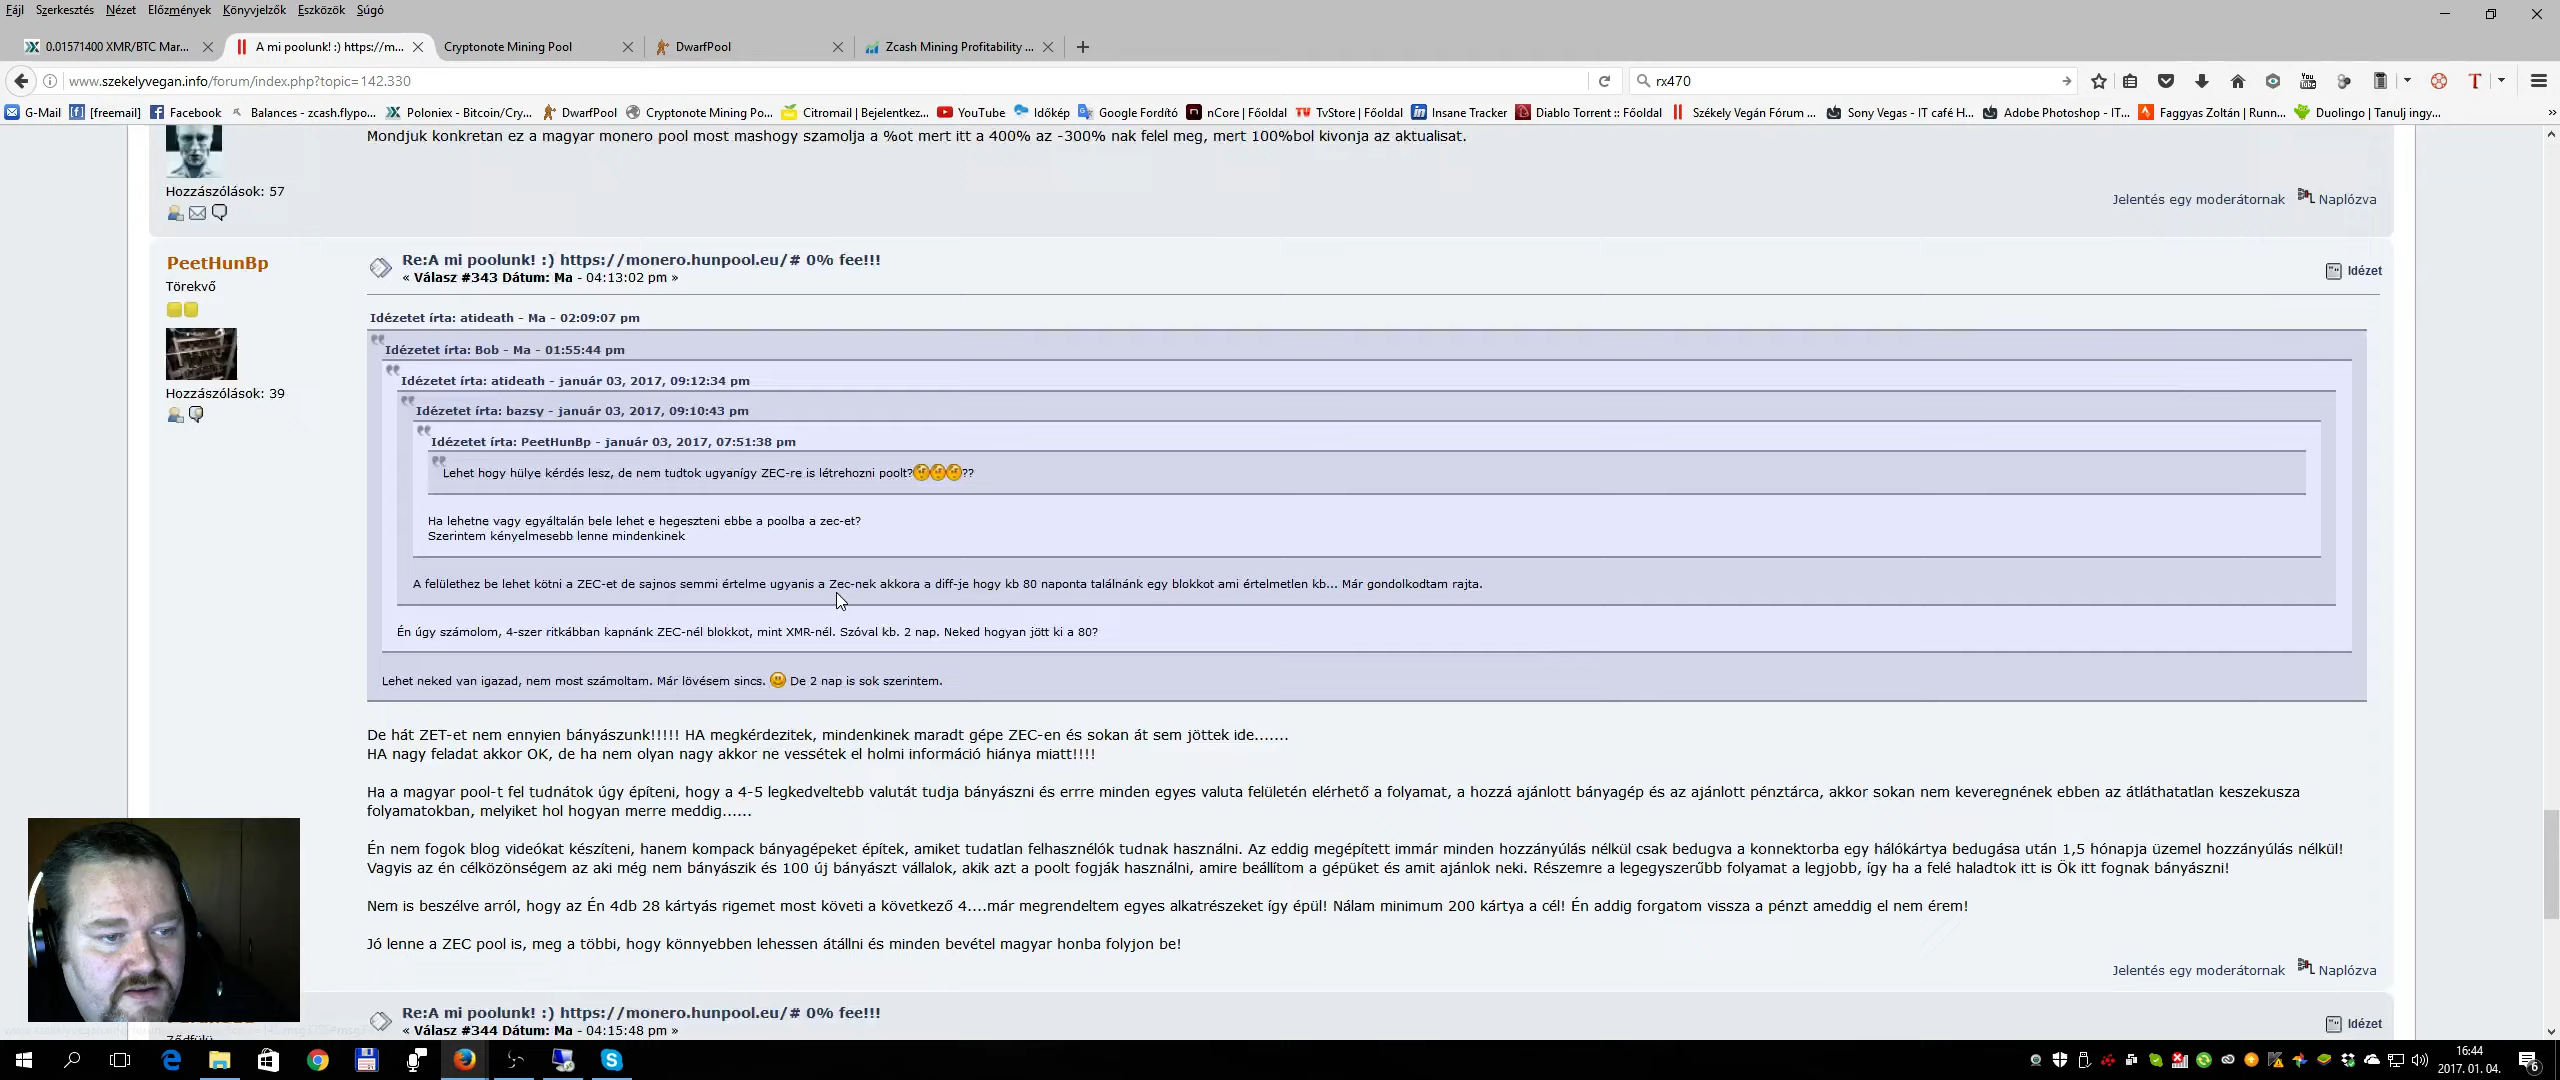 Fájl Szerkesztés Nézet Előzmények Könyvjelzők Eszközök Súgó
0.01571400 XMR/BTC Mar... A mi poolunk! :) https://m... Cryptonote Mining Pool DwarfPool Zcash Mining Profitability ...
www.szekelyvegan.info/forum/index.php?topic=142.330 rx470
G-Mail [freemail] Facebook Balances - zcash.flypo... Poloniex - Bitcoin/Cry... DwarfPool Cryptonote Mining Po... Citromail | Bejelentkez... YouTube Időkép Google Fordító nCore | Főoldal TvStore | Főoldal Insane Tracker Diablo Torrent :: Főoldal Székely Vegán Fórum ... Sony Vegas - IT café H... Adobe Photoshop - IT... Faggyas Zoltán | Runn... Duolingo | Tanulj ingy...
Mondjuk konkretan ez a magyar monero pool most mashogy szamolja a %ot mert itt a 400% az -300% nak felel meg, mert 100%bol kivonja az aktualisat.
Hozzászólások: 57
Jelentés egy moderátornak Naplózva
PeetHunBp
Törekvő
Hozzászólások: 39
Re:A mi poolunk! :) https://monero.hunpool.eu/# 0% fee!!!
« Válasz #343 Dátum: Ma - 04:13:02 pm »
Idézet
Idézetet írta: atideath - Ma - 02:09:07 pm
Idézetet írta: Bob - Ma - 01:55:44 pm
Idézetet írta: atideath - január 03, 2017, 09:12:34 pm
Idézetet írta: bazsy - január 03, 2017, 09:10:43 pm
Idézetet írta: PeetHunBp - január 03, 2017, 07:51:38 pm
Lehet hogy hülye kérdés lesz, de nem tudtok ugyanígy ZEC-re is létrehozni poolt???
Ha lehetne vagy egyáltalán bele lehet e hegeszteni ebbe a poolba a zec-et?
Szerintem kényelmesebb lenne mindenkinek
A felülethez be lehet kötni a ZEC-et de sajnos semmi értelme ugyanis a Zec-nek akkora a diff-je hogy kb 80 naponta találnánk egy blokkot ami értelmetlen kb... Már gondolkodtam rajta.
Én úgy számolom, 4-szer ritkábban kapnánk ZEC-nél blokkot, mint XMR-nél. Szóval kb. 2 nap. Neked hogyan jött ki a 80?
Lehet neked van igazad, nem most számoltam. Már lövésem sincs. De 2 nap is sok szerintem.
De hát ZET-et nem ennyien bányászunk!!!!! HA megkérdezitek, mindenkinek maradt gépe ZEC-en és sokan át sem jöttek ide.......
HA nagy feladat akkor OK, de ha nem olyan nagy akkor ne vessétek el holmi információ hiánya miatt!!!!
Ha a magyar pool-t fel tudnátok úgy építeni, hogy a 4-5 legkedveltebb valutát tudja bányászni és errre minden egyes valuta felületén elérhető a folyamat, a hozzá ajánlott bányagép és az ajánlott pénztárca, akkor sokan nem keveregnének ebben az átláthatatlan keszekusza
folyamatokban, melyiket hol hogyan merre meddig......
Én nem fogok blog videókat készíteni, hanem kompack bányagépeket építek, amiket tudatlan felhasznélók tudnak használni. Az eddig megépített immár minden hozzányúlás nélkül csak bedugva a konnektorba egy hálókártya bedugása után 1,5 hónapja üzemel hozzányúlás nélkül!
Vagyis az én célközönségem az aki még nem bányászik és 100 új bányászt vállalok, akik azt a poolt fogják használni, amire beállítom a gépüket és amit ajánlok neki. Részemre a legegyszerűbb folyamat a legjobb, így ha a felé haladtok itt is Ők itt fognak bányászni!
Nem is beszélve arról, hogy az Én 4db 28 kártyás rigemet most követi a következő 4....már megrendeltem egyes alkatrészeket így épül! Nálam minimum 200 kártya a cél! Én addig forgatom vissza a pénzt ameddig el nem érem!
Jó lenne a ZEC pool is, meg a többi, hogy könnyebben lehessen átállni és minden bevétel magyar honba folyjon be!
Jelentés egy moderátornak Naplózva
Re:A mi poolunk! :) https://monero.hunpool.eu/# 0% fee!!!
« Válasz #344 Dátum: Ma - 04:15:48 pm »
Idézet
16:44
2017. 01. 04.
6